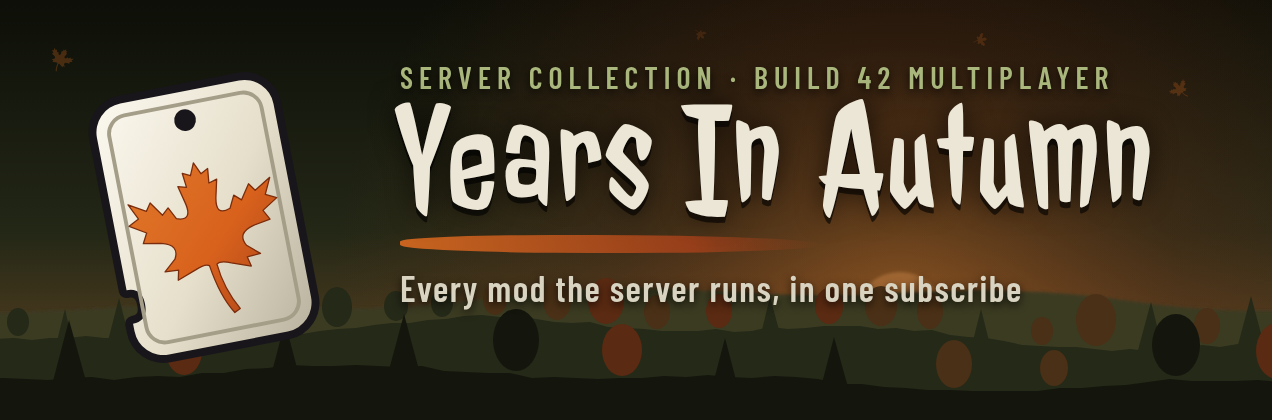 SERVER COLLECTION · BUILD 42 MULTIPLAYER
Years In Autumn
Every mod the server runs, in one subscribe